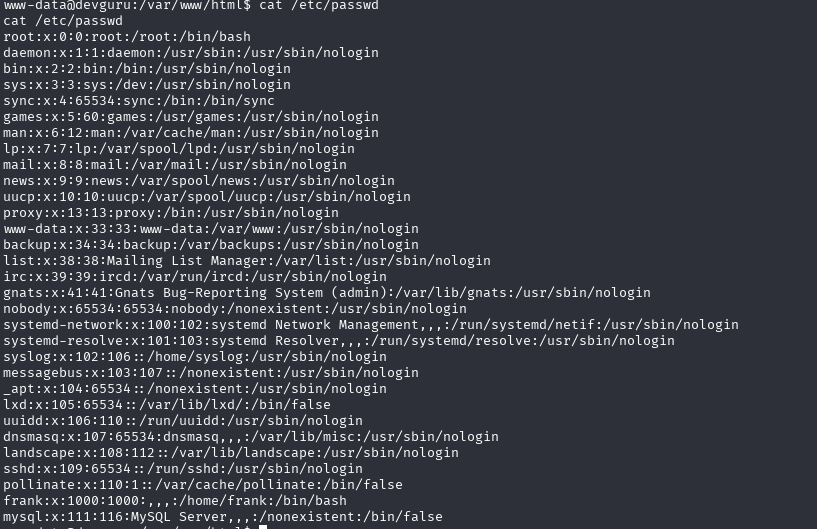 www-data@devguru:/var/www/html$ cat /etc/passwd
cat /etc/passwd
root:x:0:0:root:/root:/bin/bash
daemon:x:1:1:daemon:/usr/sbin:/usr/sbin/nologin
bin:x:2:2:bin:/bin:/usr/sbin/nologin
sys:x:3:3:sys:/dev:/usr/sbin/nologin
sync:x:4:65534:sync:/bin:/bin/sync
games:x:5:60:games:/usr/games:/usr/sbin/nologin
man:x:6:12:man:/var/cache/man:/usr/sbin/nologin
lp:x:7:7:lp:/var/spool/lpd:/usr/sbin/nologin
mail:x:8:8:mail:/var/mail:/usr/sbin/nologin
news:x:9:9:news:/var/spool/news:/usr/sbin/nologin
uucp:x:10:10:uucp:/var/spool/uucp:/usr/sbin/nologin
proxy:x:13:13:proxy:/bin:/usr/sbin/nologin
www-data:x:33:33:www-data:/var/www:/usr/sbin/nologin
backup:x:34:34:backup:/var/backups:/usr/sbin/nologin
list:x:38:38:Mailing List Manager:/var/list:/usr/sbin/nologin
irc:x:39:39:ircd:/var/run/ircd:/usr/sbin/nologin
gnats:x:41:41:Gnats Bug-Reporting System (admin):/var/lib/gnats:/usr/sbin/nologin
nobody:x:65534:65534:nobody:/nonexistent:/usr/sbin/nologin
systemd-network:x:100:102:systemd Network Management,,,:/run/systemd/netif:/usr/sbin/nologin
systemd-resolve:x:101:103:systemd Resolver,,,:/run/systemd/resolve:/usr/sbin/nologin
syslog:x:102:106::/home/syslog:/usr/sbin/nologin
messagebus:x:103:107::/nonexistent:/usr/sbin/nologin
_apt:x:104:65534::/nonexistent:/usr/sbin/nologin
lxd:x:105:65534::/var/lib/lxd/:/bin/false
uuidd:x:106:110::/run/uuidd:/usr/sbin/nologin
dnsmasq:x:107:65534:dnsmasq,,,:/var/lib/misc:/usr/sbin/nologin
landscape:x:108:112::/var/lib/landscape:/usr/sbin/nologin
sshd:x:109:65534::/run/sshd:/usr/sbin/nologin
pollinate:x:110:1::/var/cache/pollinate:/bin/false
frank:x:1000:1000:,,,:/home/frank:/bin/bash
mysql:x:111:116:MySQL Server,,,:/nonexistent:/bin/false